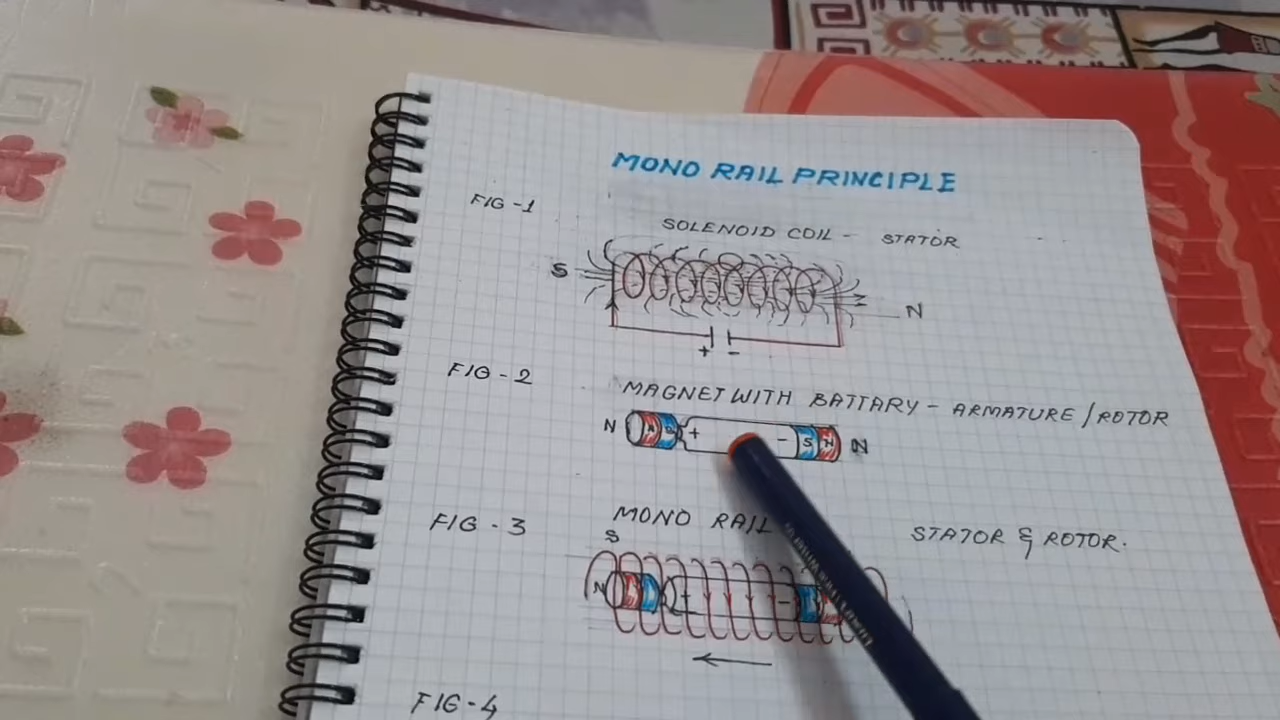 MONO RAIL PRINCIPLE
FIG-1
SOLENOID COIL - STATOR
S
N
+ -
FIG-2
MAGNET WITH BATTARY - ARMATURE/ROTOR
N + - S N N
FIG-3
MONO RAIL STATOR & ROTOR.
S
N + -
FIG-4